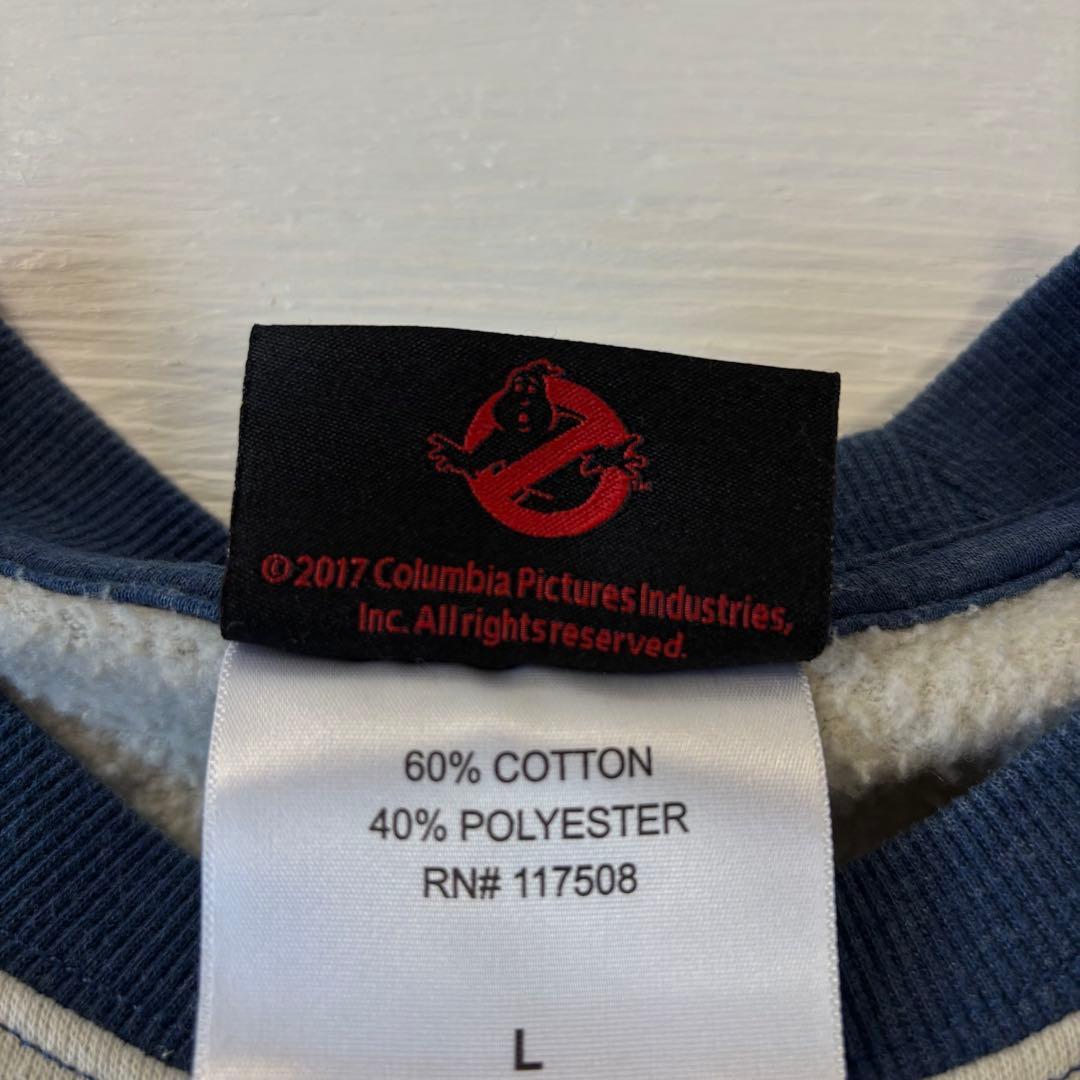 ©2017 Columbia Pictures Industries,
Inc. All rights reserved.
60% COTTON
40% POLYESTER
RN# 117508
L